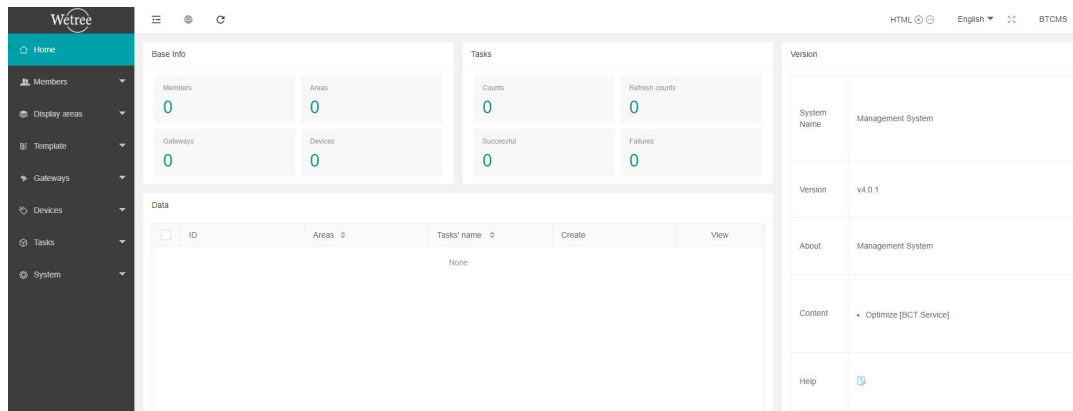 Wetree
HTML
English
BTCMS
Home
Members
Display areas
Template
Gateways
Devices
Tasks
System
Base Info
Members
0
Areas
0
Gateways
0
Devices
0
Tasks
Counts
0
Refresh counts
0
Successful
0
Failures
0
Data
ID Areas Tasks' name Create View
None
Version
System Name Management System
Version v4.0.1
About Management System
Content • Optimize [BCT Service]
Help